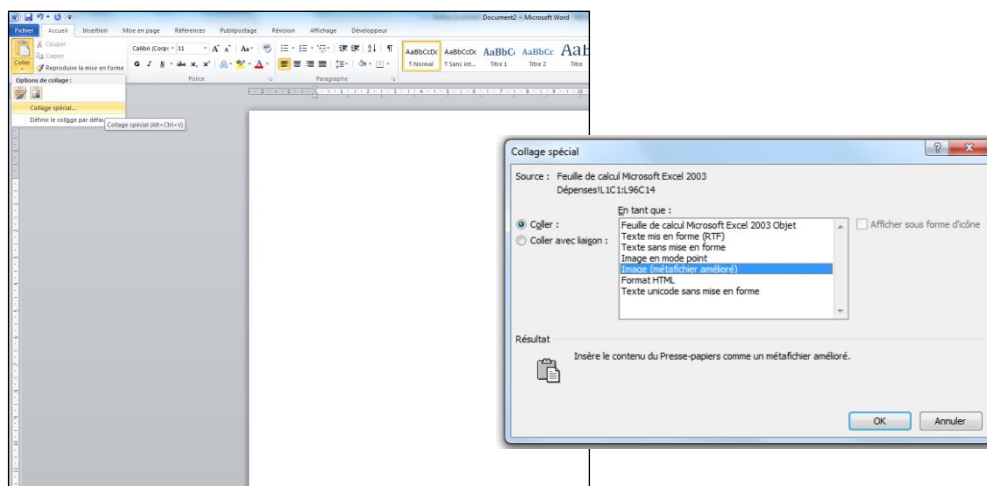 Document2 - Microsoft Word
Fichier Accueil Insertion Mise en page Références Publipostage Révision Affichage Développeur
Couper
Copier
Reproduire la mise en forme
Coller
Calibri (Corps 11
G I S abc x, x'
AaBbCcDc AaBbCcDc AaBbC AaBbCc AaB
¶ Normal ¶ Sans int... Titre 1 Titre 2 Titre
Police Paragraphe
Options de collage :
Collage spécial...
Définir le collage par défau
Collage spécial (Alt+Ctrl+V)
Collage spécial
Source : Feuille de calcul Microsoft Excel 2003
Dépenses!L1C1:L96C14
En tant que :
Coller :
Coller avec liaison :
Feuille de calcul Microsoft Excel 2003 Objet
Texte mis en forme (RTF)
Texte sans mise en forme
Image en mode point
Image (métafichier amélioré)
Format HTML
Texte unicode sans mise en forme
Afficher sous forme d'icône
Résultat
Insère le contenu du Presse-papiers comme un métafichier amélioré.
OK Annuler